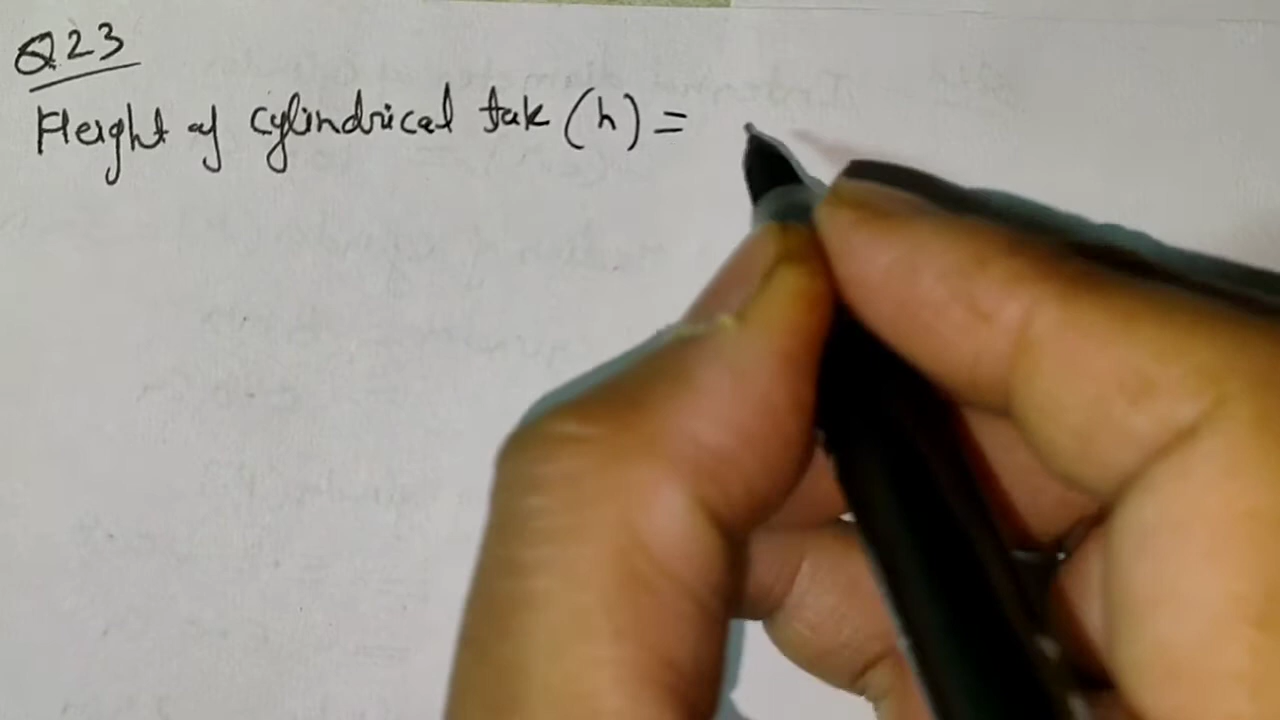 Q23
Height of cylindrical tak (h) =